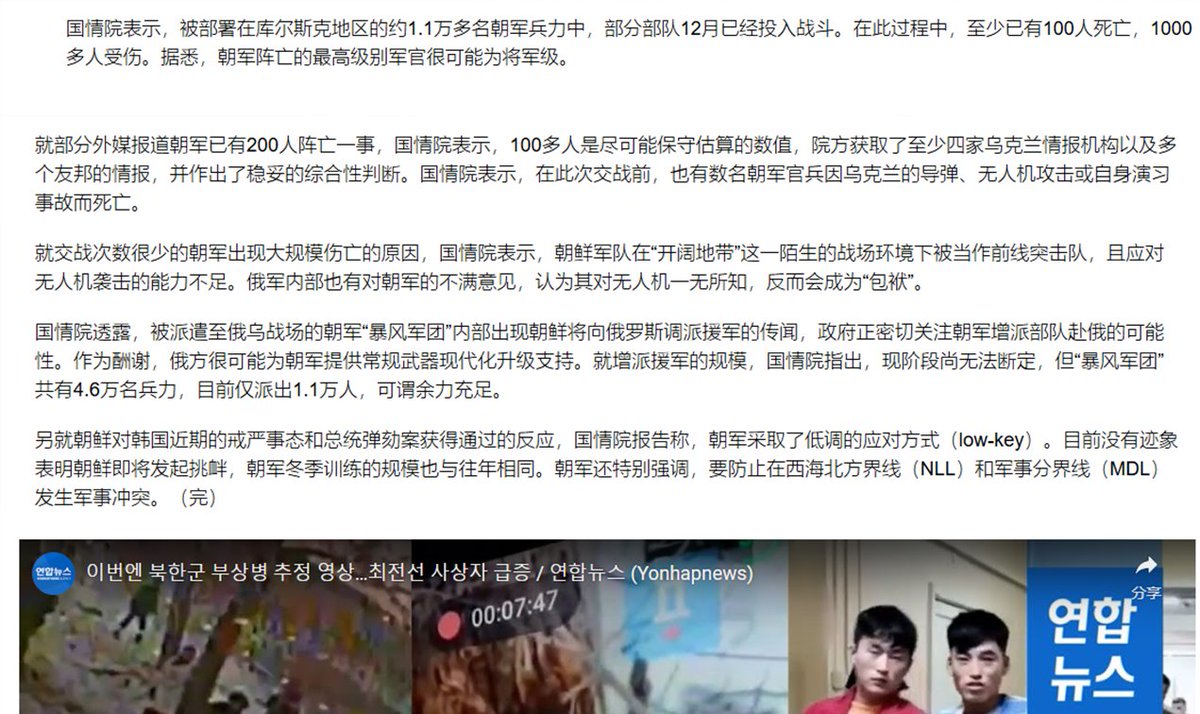 国情院表示，被部署在库尔斯克地区的约1.1万多名朝军兵力中，部分部队12月已经投入战斗。在此过程中，至少已有100人死亡，1000
多人受伤。据悉，朝军阵亡的最高级别军官很可能为将军级。
就部分外媒报道朝军已有200人阵亡一事，国情院表示，100多人是尽可能保守估算的数值，院方获取了至少四家乌克兰情报机构以及多
个友邦的情报，并作出了稳妥的综合性判断。国情院表示，在此次交战前，也有数名朝军官兵因乌克兰的导弹、无人机攻击或自身演习
事故而死亡。
就交战次数很少的朝军出现大规模伤亡的原因，国情院表示，朝鲜军队在“开阔地带”这一陌生的战场环境下被当作前线突击队，且应对
无人机袭击的能力不足。俄军内部也有对朝军的不满意见，认为其对无人机一无所知，反而会成为“包袱”。
国情院透露，被派遣至俄乌战场的朝军“暴风军团”内部出现朝鲜将向俄罗斯调派援军的传闻，政府正密切关注朝军增派部队赴俄的可能
性。作为酬谢，俄方很可能为朝军提供常规武器现代化升级支持。就增派援军的规模，国情院指出，现阶段尚无法断定，但“暴风军团”
共有4.6万名兵力，目前仅派出1.1万人，可谓余力充足。
另就朝鲜对韩国近期的戒严事态和总统弹劾案获得通过的反应，国情院报告称，朝军采取了低调的应对方式（low-key）。目前没有迹象
表明朝鲜即将发起挑衅，朝军冬季训练的规模也与往年相同。朝军还特别强调，要防止在西海北方界线（NLL）和军事分界线（MDL）
发生军事冲突。（完）
연합뉴스
이번엔 북한군 부상병 추정 영상…최전선 사상자 급증 / 연합뉴스 (Yonhapnews)
分享
00:07:47
연합
뉴스